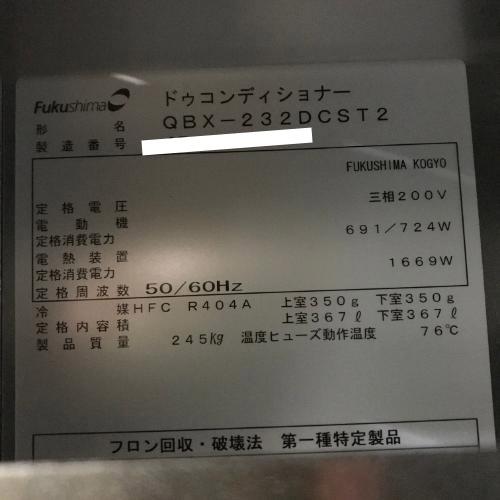 Fukushima
ドゥコンディショナー
形名 QBX-232DCST2
製造番号
FUKUSHIMA KOGYO
定格電圧 三相200V
電動機
定格消費電力 691/724W
電熱装置
定格消費電力 1669W
定格周波数 50/60Hz
冷媒 HFC R404A 上室350g 下室350g
定格内容積 上室367ℓ 下室367ℓ
製品質量 245kg 温度ヒューズ動作温度 76℃
フロン回収・破壊法 第一種特定製品